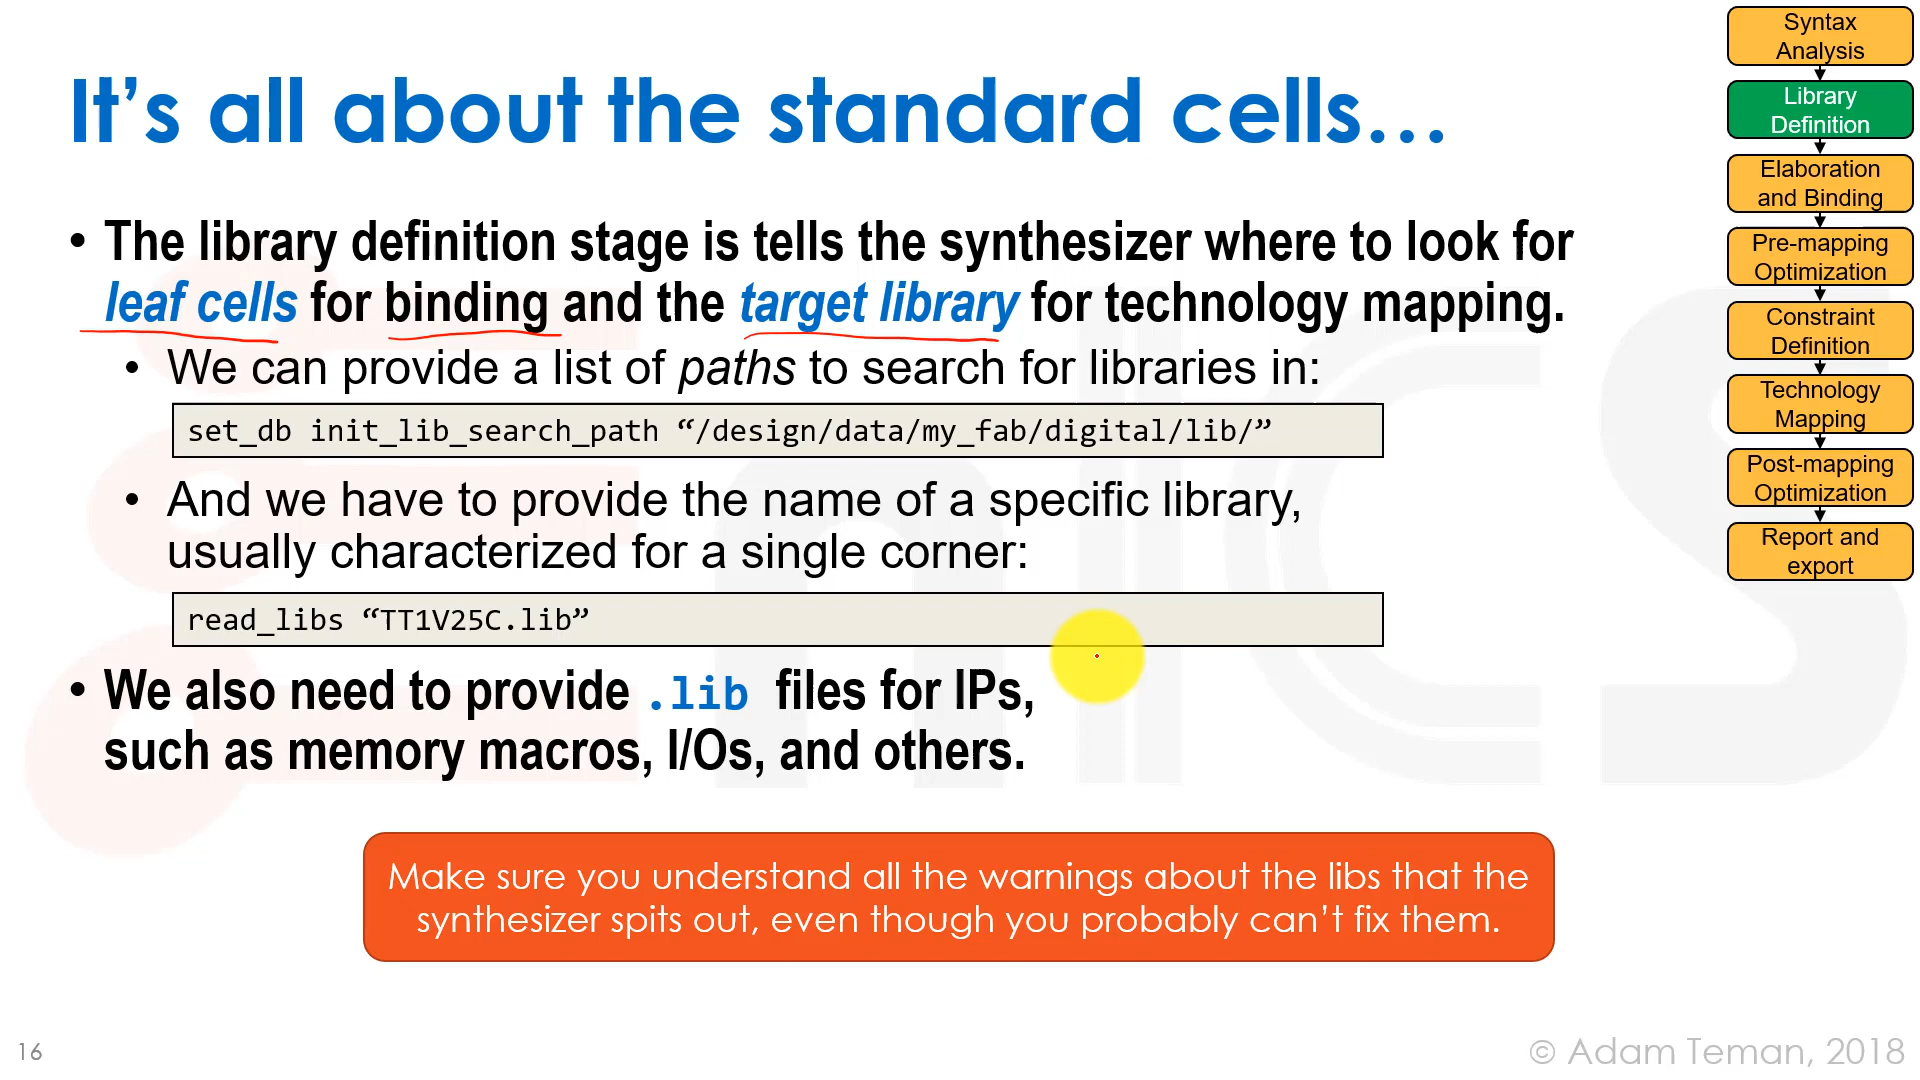 It’s all about the standard cells…
• The library definition stage is tells the synthesizer where to look for
leaf cells for binding and the target library for technology mapping.
• We can provide a list of paths to search for libraries in:
set_db init_lib_search_path “/design/data/my_fab/digital/lib/”
• And we have to provide the name of a specific library,
usually characterized for a single corner:
read_libs “TT1V25C.lib”
• We also need to provide .lib files for IPs,
such as memory macros, I/Os, and others.
Make sure you understand all the warnings about the libs that the
synthesizer spits out, even though you probably can’t fix them.
Syntax
Analysis
Library
Definition
Elaboration
and Binding
Pre-mapping
Optimization
Constraint
Definition
Technology
Mapping
Post-mapping
Optimization
Report and
export
16
© Adam Teman, 2018